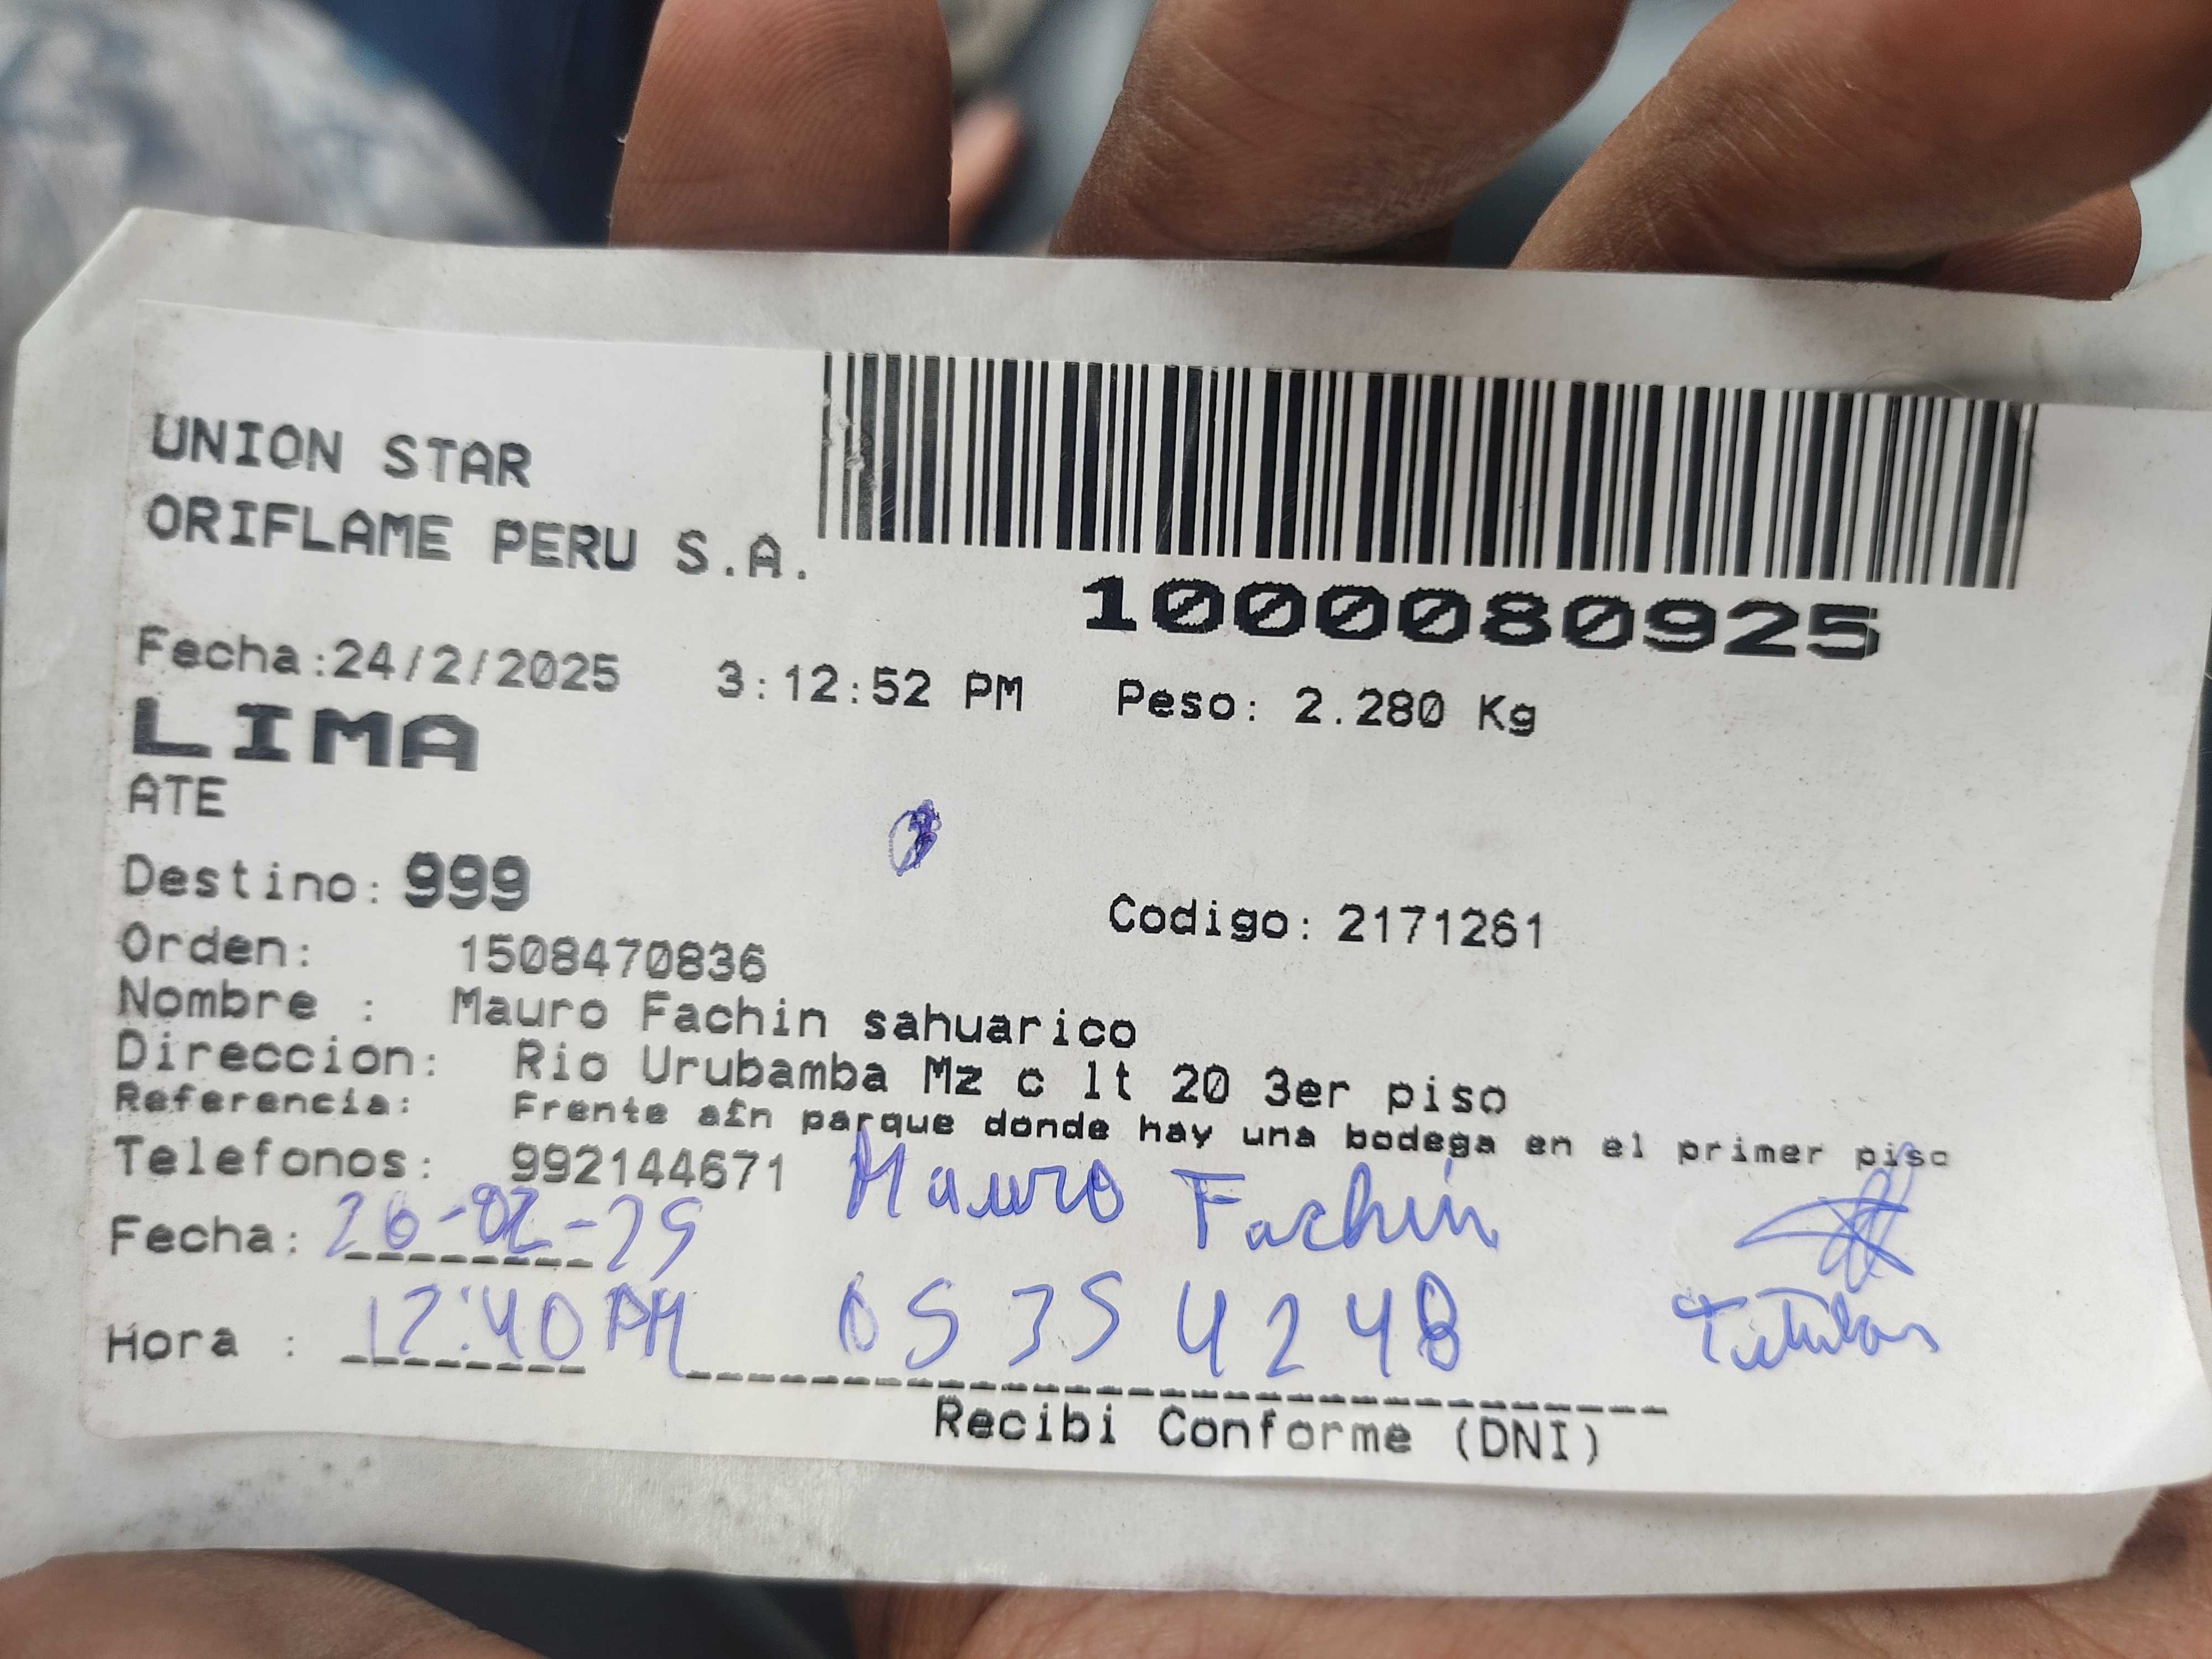 UNION STAR
ORIFLAME PERU S.A.
1000080925
Fecha:24/2/2025 3:12:52 PM Peso: 2.280 Kg
LIMA
ATE
Destino: 999
Codigo: 2171261
Orden: 1508470836
Nombre : Mauro Fachin sahuarico
Direccion: Rio Urubamba Mz c lt 20 3er piso
Referencia: Frente a parque donde hay una bodega en el primer piso
Telefonos: 992144671
Mauro Fachin
Fecha: 26-02-25
Hora : 12:40 PM 05354248 Titular
Recibi Conforme (DNI)